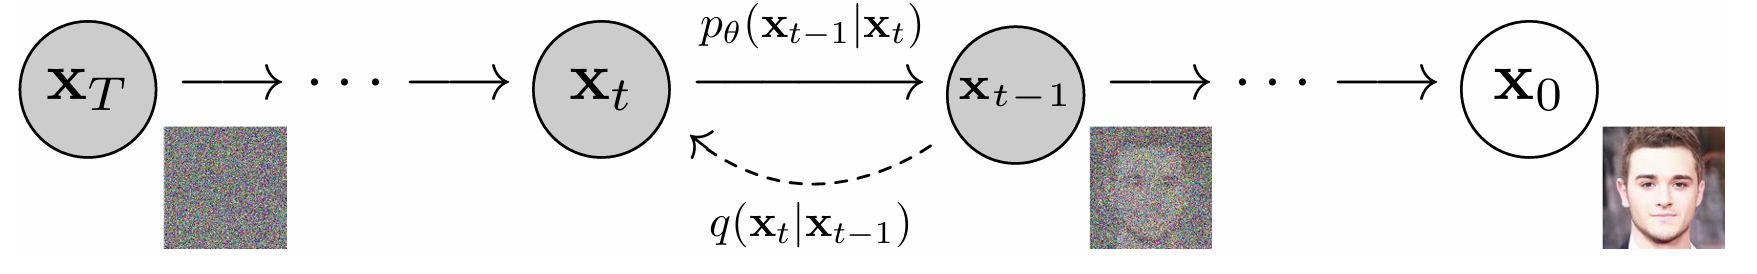 p_θ(x_{t−1}|x_t)
x_T ⟶ ··· ⟶ x_t ⟶ x_{t−1} ⟶ ··· ⟶ x_0
q(x_t|x_{t−1})